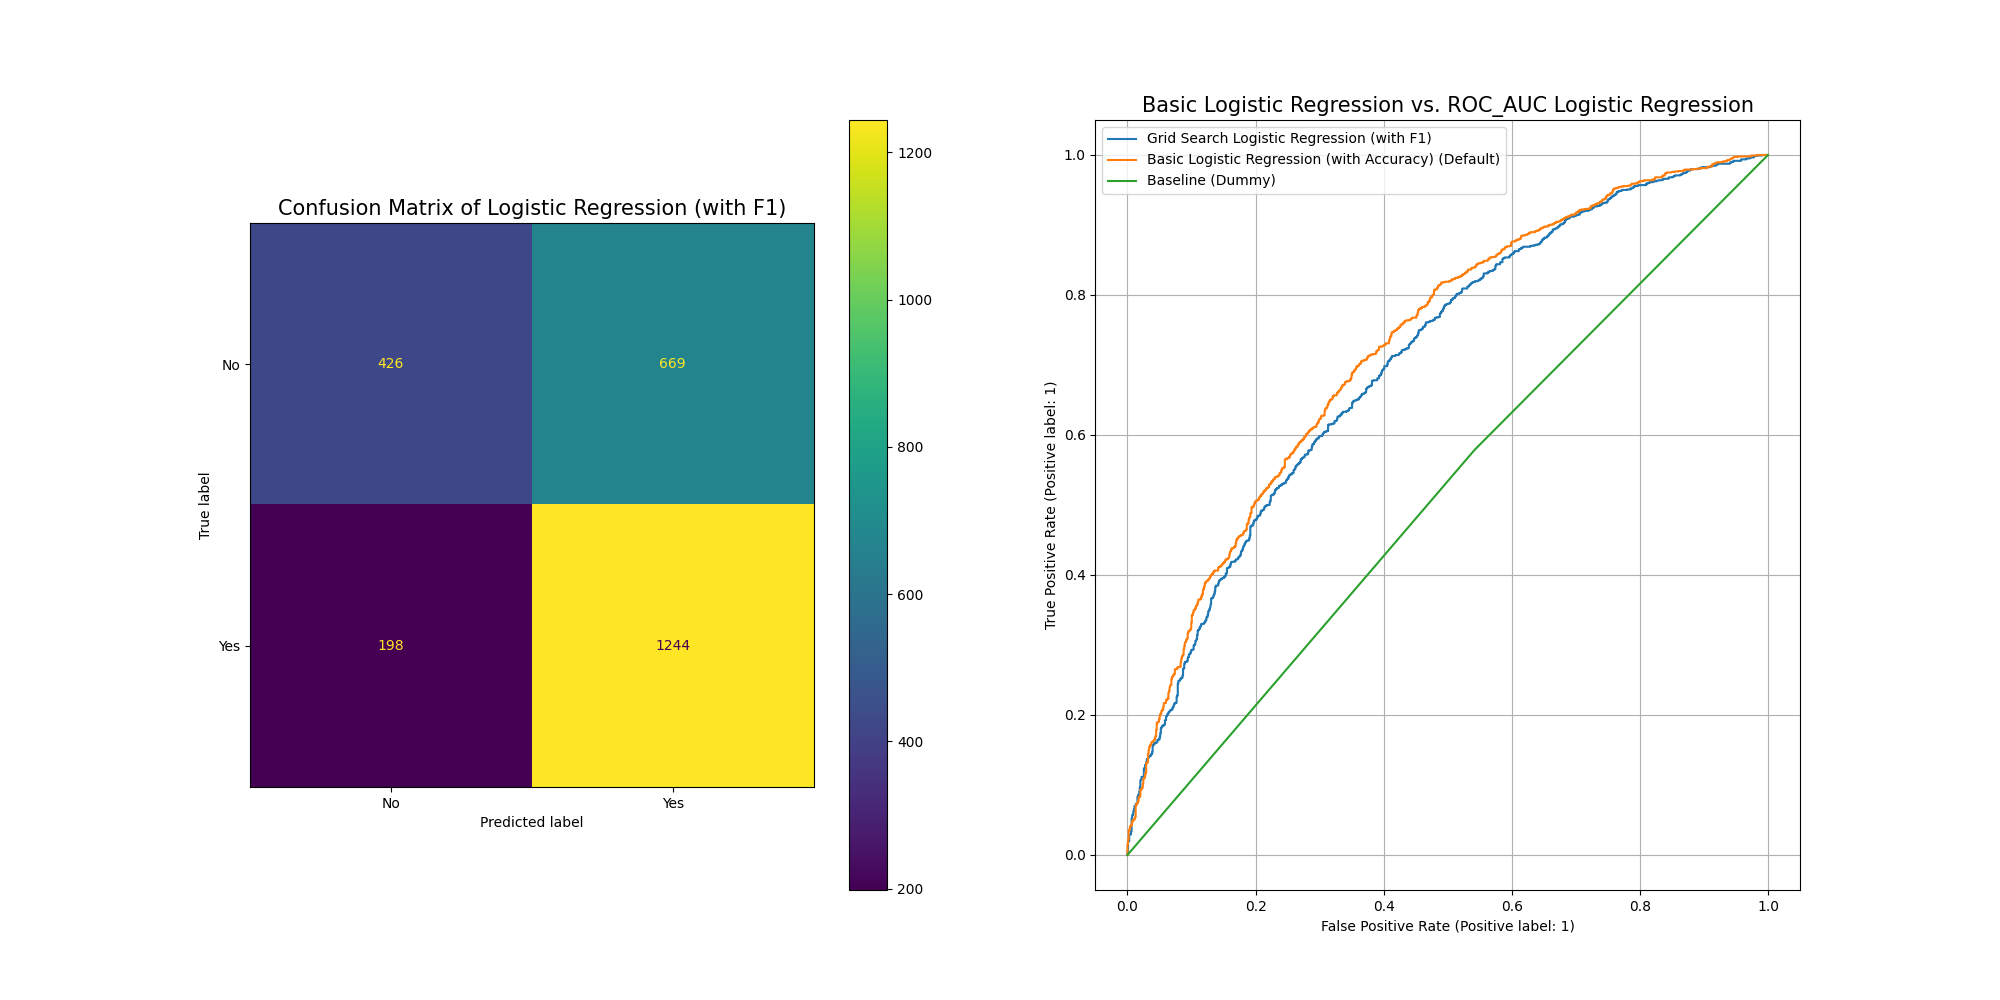 Confusion Matrix of Logistic Regression (with F1)
True label
No
Yes
426
669
198
1244
No
Yes
Predicted label
1200
1000
800
600
400
200
Basic Logistic Regression vs. ROC_AUC Logistic Regression
Grid Search Logistic Regression (with F1)
Basic Logistic Regression (with Accuracy) (Default)
Baseline (Dummy)
True Positive Rate (Positive label: 1)
1.0
0.8
0.6
0.4
0.2
0.0
0.0
0.2
0.4
0.6
0.8
1.0
False Positive Rate (Positive label: 1)